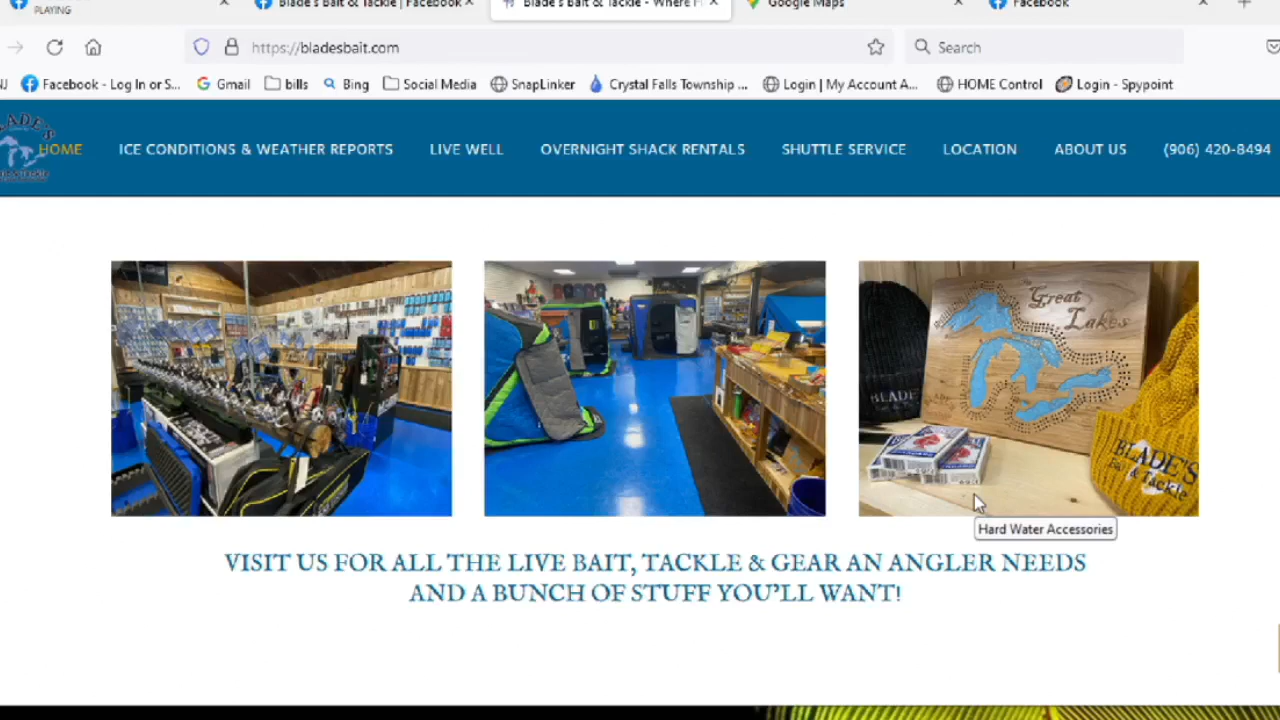 PLAYING
Blade's Bait & Tackle | Facebook
Blade's Bait & Tackle - Where
Google Maps
Facebook
https://bladesbait.com
Search
Facebook - Log In or S...
Gmail
bills
Bing
Social Media
SnapLinker
Crystal Falls Township ...
Login | My Account A...
HOME Control
Login - Spypoint
HOME
ICE CONDITIONS & WEATHER REPORTS
LIVE WELL
OVERNIGHT SHACK RENTALS
SHUTTLE SERVICE
LOCATION
ABOUT US
(906) 420-8494
Great
Lakes
BLADE'S
Bait & Tackle
Hard Water Accessories
VISIT US FOR ALL THE LIVE BAIT, TACKLE & GEAR AN ANGLER NEEDS
AND A BUNCH OF STUFF YOU'LL WANT!